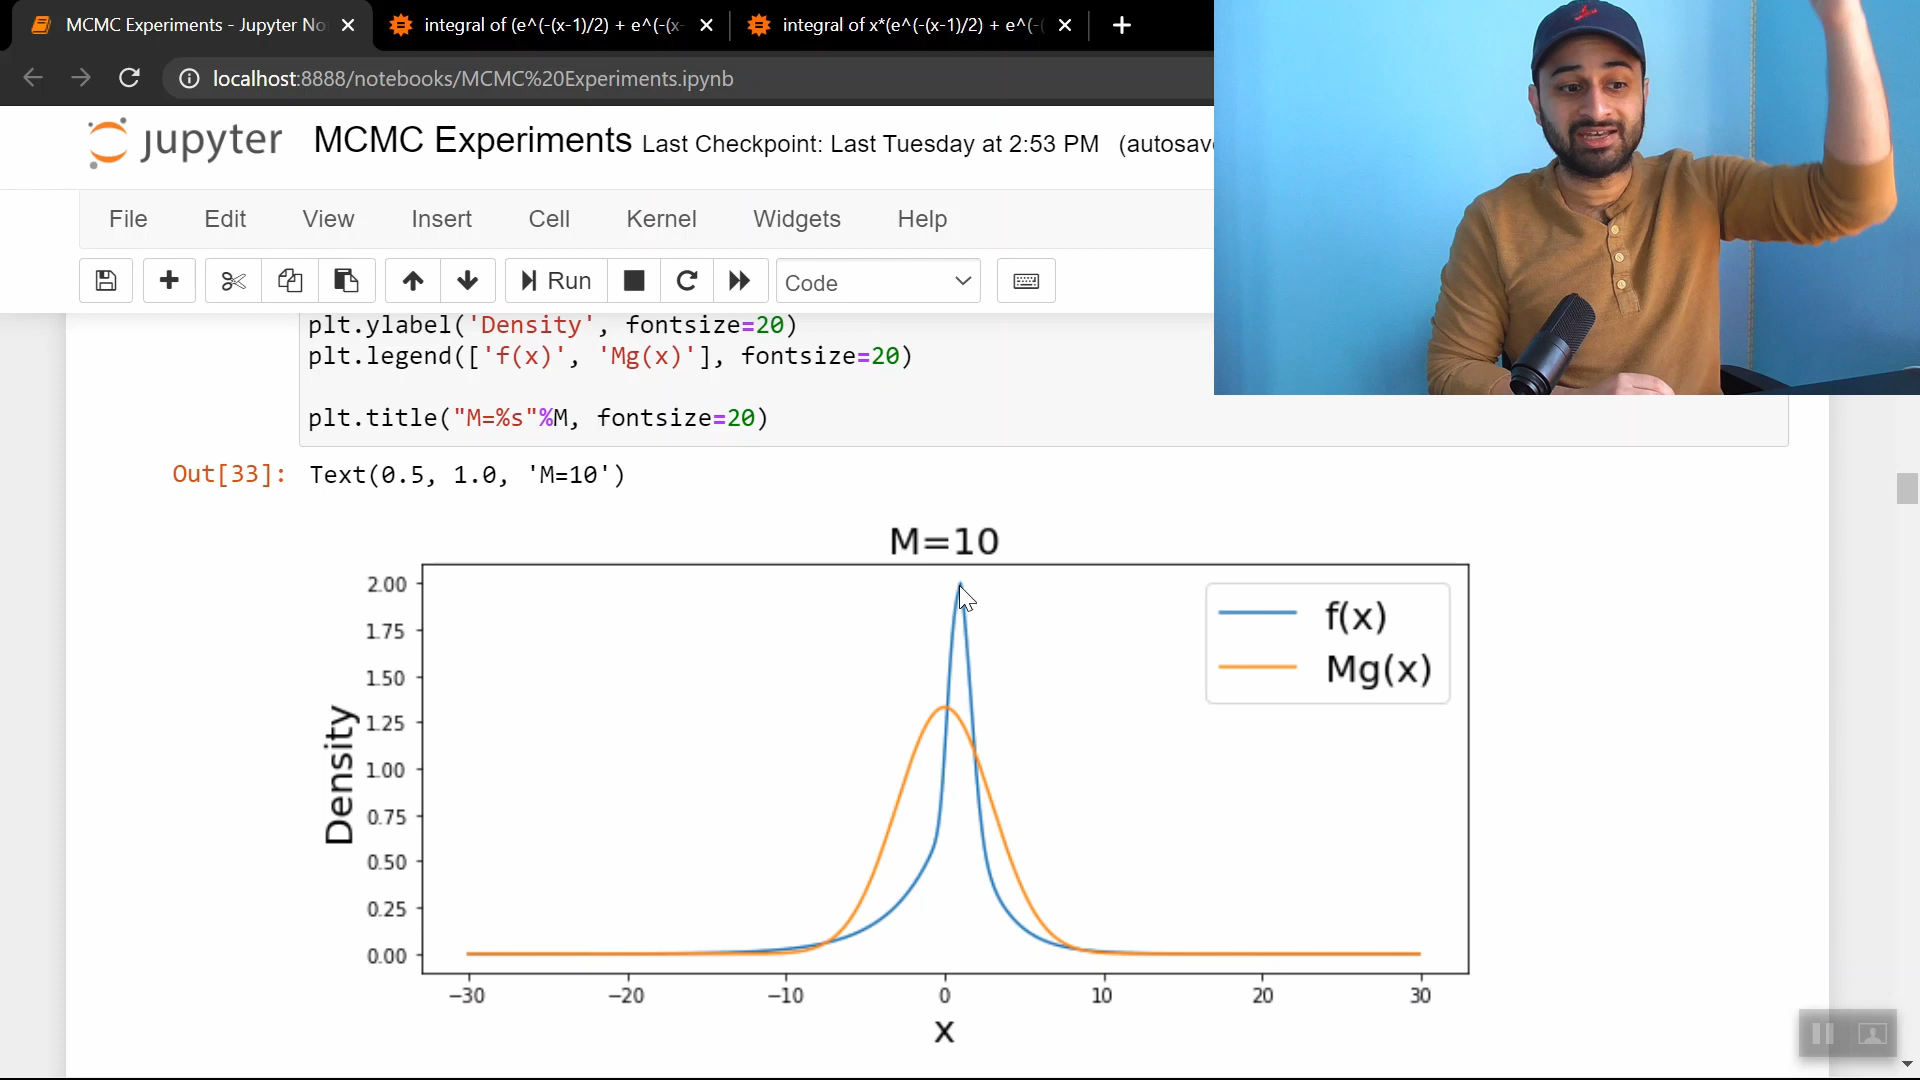 MCMC Experiments - Jupyter No
integral of (e^(-(x-1)/2) + e^(-(x-
integral of x*(e^(-(x-1)/2) + e^(-(
localhost:8888/notebooks/MCMC%20Experiments.ipynb
jupyter MCMC Experiments Last Checkpoint: Last Tuesday at 2:53 PM (autosave
File Edit View Insert Cell Kernel Widgets Help
Run Code
plt.ylabel('Density', fontsize=20)
plt.legend(['f(x)', 'Mg(x)'], fontsize=20)
plt.title("M=%s"%M, fontsize=20)
Out[33]: Text(0.5, 1.0, 'M=10')
M=10
f(x)
Mg(x)
2.00
1.75
1.50
1.25
1.00
0.75
0.50
0.25
0.00
Density
−30 −20 −10 0 10 20 30
x